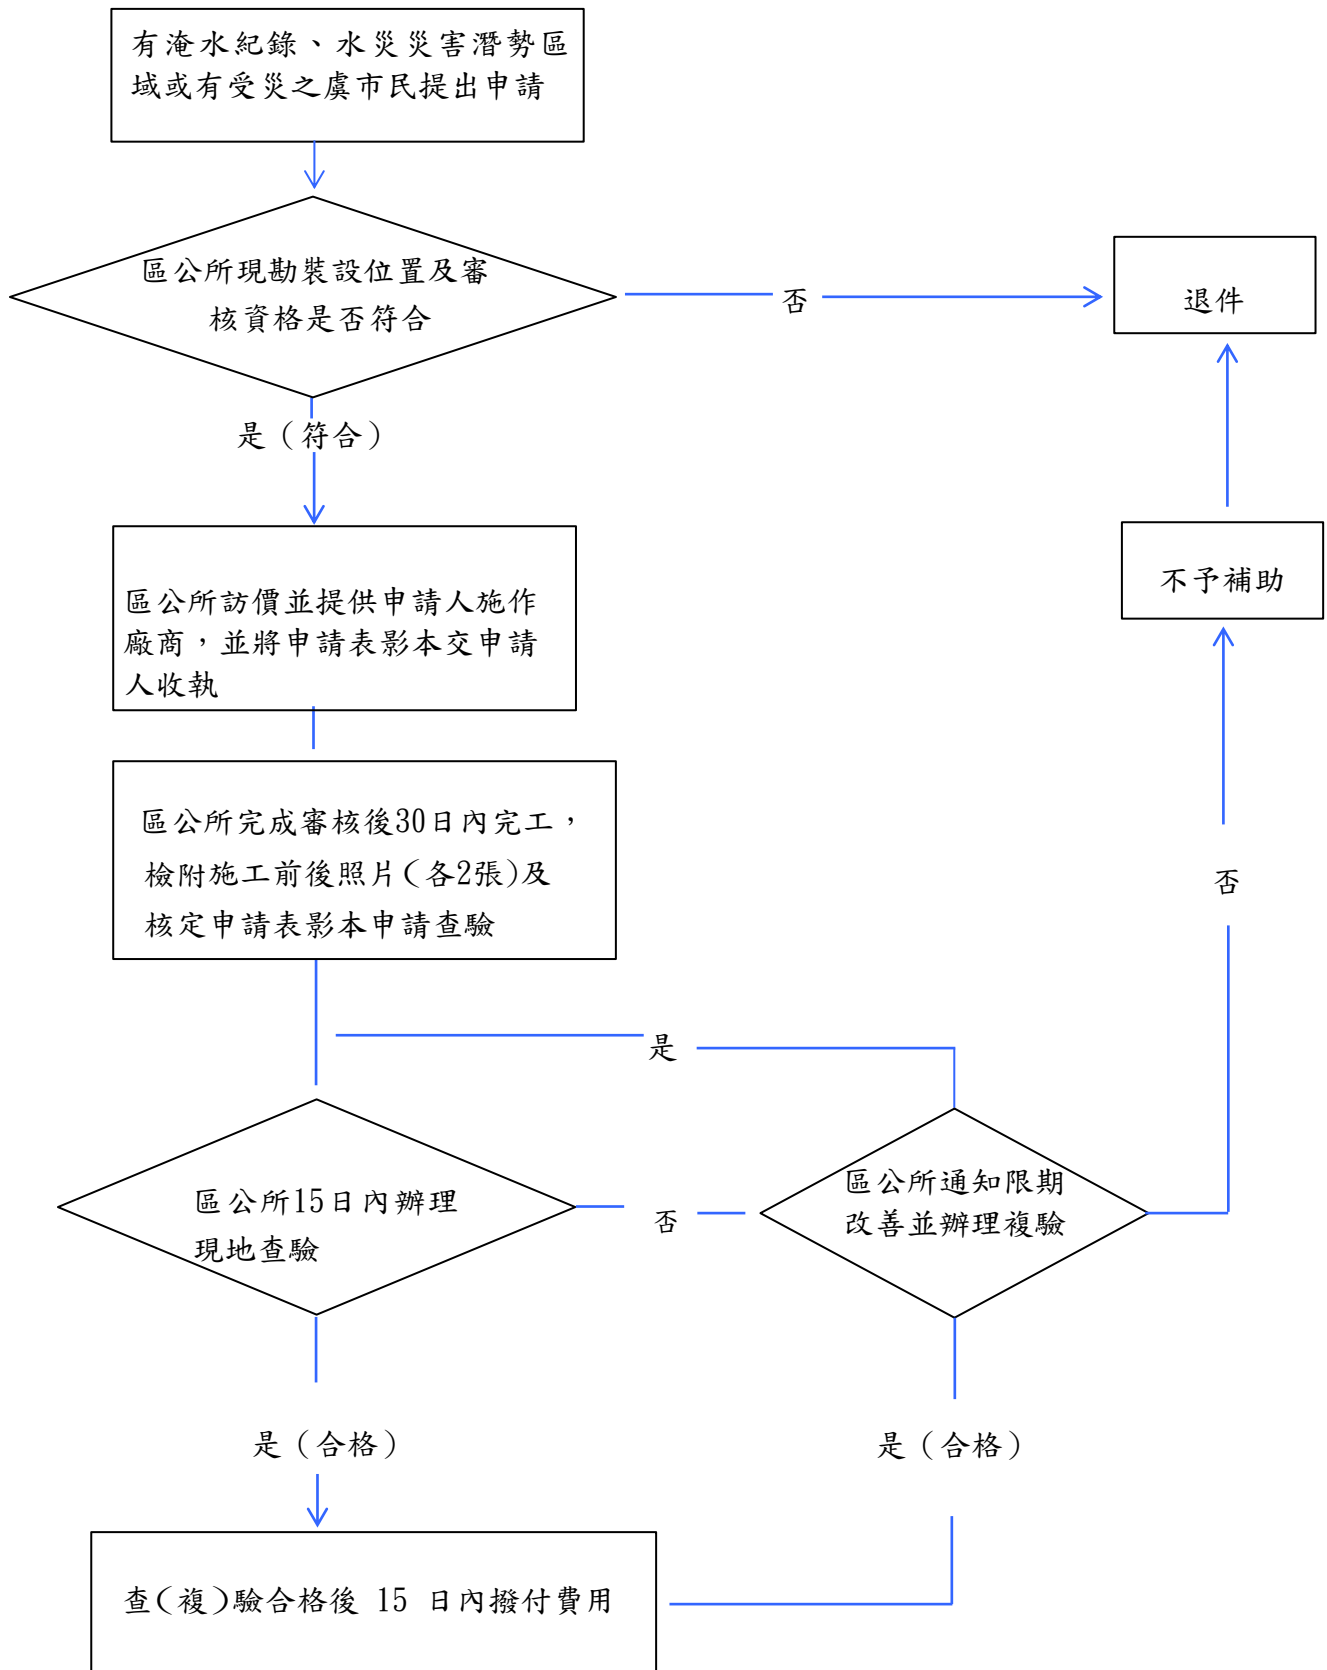 有淹水紀錄、水災災害潛勢區
域或有受災之虞市民提出申請
區公所現勘裝設位置及審
核資格是否符合
否
退件
是（符合）
區公所訪價並提供申請人施作
廠商，並將申請表影本交申請
人收執
不予補助
區公所完成審核後30日內完工，
檢附施工前後照片(各2張)及
核定申請表影本申請查驗
否
是
區公所15日內辦理
現地查驗
否
區公所通知限期
改善並辦理複驗
是（合格）
是（合格）
查(複)驗合格後 15 日內撥付費用